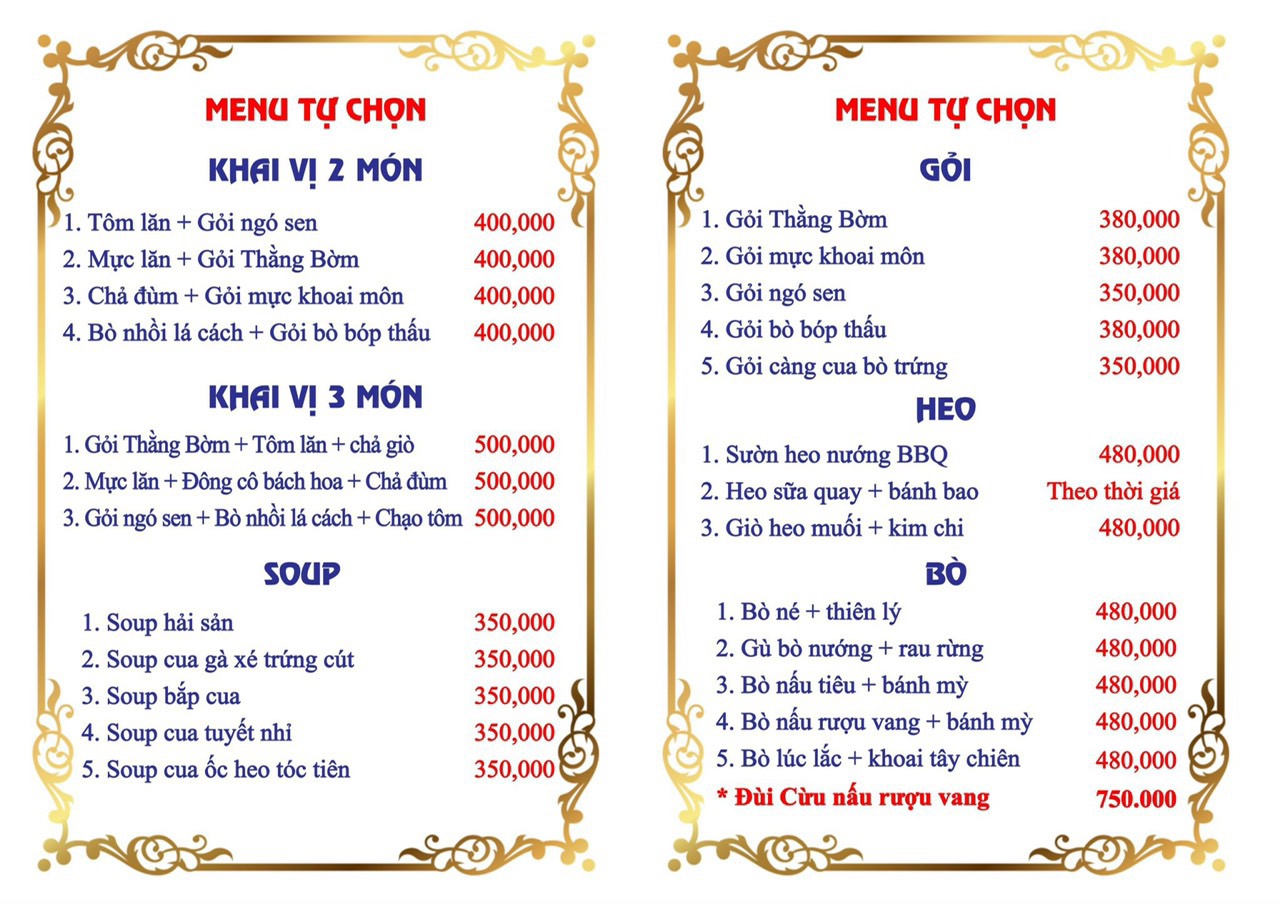 MENU TỰ CHỌN
KHAI VỊ 2 MÓN
1. Tôm lăn + Gỏi ngó sen 400,000
2. Mực lăn + Gỏi Thằng Bờm 400,000
3. Chả đùm + Gỏi mực khoai môn 400,000
4. Bò nhồi lá cách + Gỏi bò bóp thấu 400,000
KHAI VỊ 3 MÓN
1. Gỏi Thằng Bờm + Tôm lăn + chả giò 500,000
2. Mực lăn + Đông cô bách hoa + Chả đùm 500,000
3. Gỏi ngó sen + Bò nhồi lá cách + Chạo tôm 500,000
SOUP
1. Soup hải sản 350,000
2. Soup cua gà xé trứng cút 350,000
3. Soup bắp cua 350,000
4. Soup cua tuyết nhỉ 350,000
5. Soup cua ốc heo tóc tiên 350,000
MENU TỰ CHỌN
GỎI
1. Gỏi Thằng Bờm 380,000
2. Gỏi mực khoai môn 380,000
3. Gỏi ngó sen 350,000
4. Gỏi bò bóp thấu 380,000
5. Gỏi càng cua bò trứng 350,000
HEO
1. Sườn heo nướng BBQ 480,000
2. Heo sữa quay + bánh bao Theo thời giá
3. Giò heo muối + kim chi 480,000
BÒ
1. Bò né + thiên lý 480,000
2. Gù bò nướng + rau rừng 480,000
3. Bò nấu tiêu + bánh mỳ 480,000
4. Bò nấu rượu vang + bánh mỳ 480,000
5. Bò lúc lắc + khoai tây chiên 480,000
* Đùi Cừu nấu rượu vang 750.000